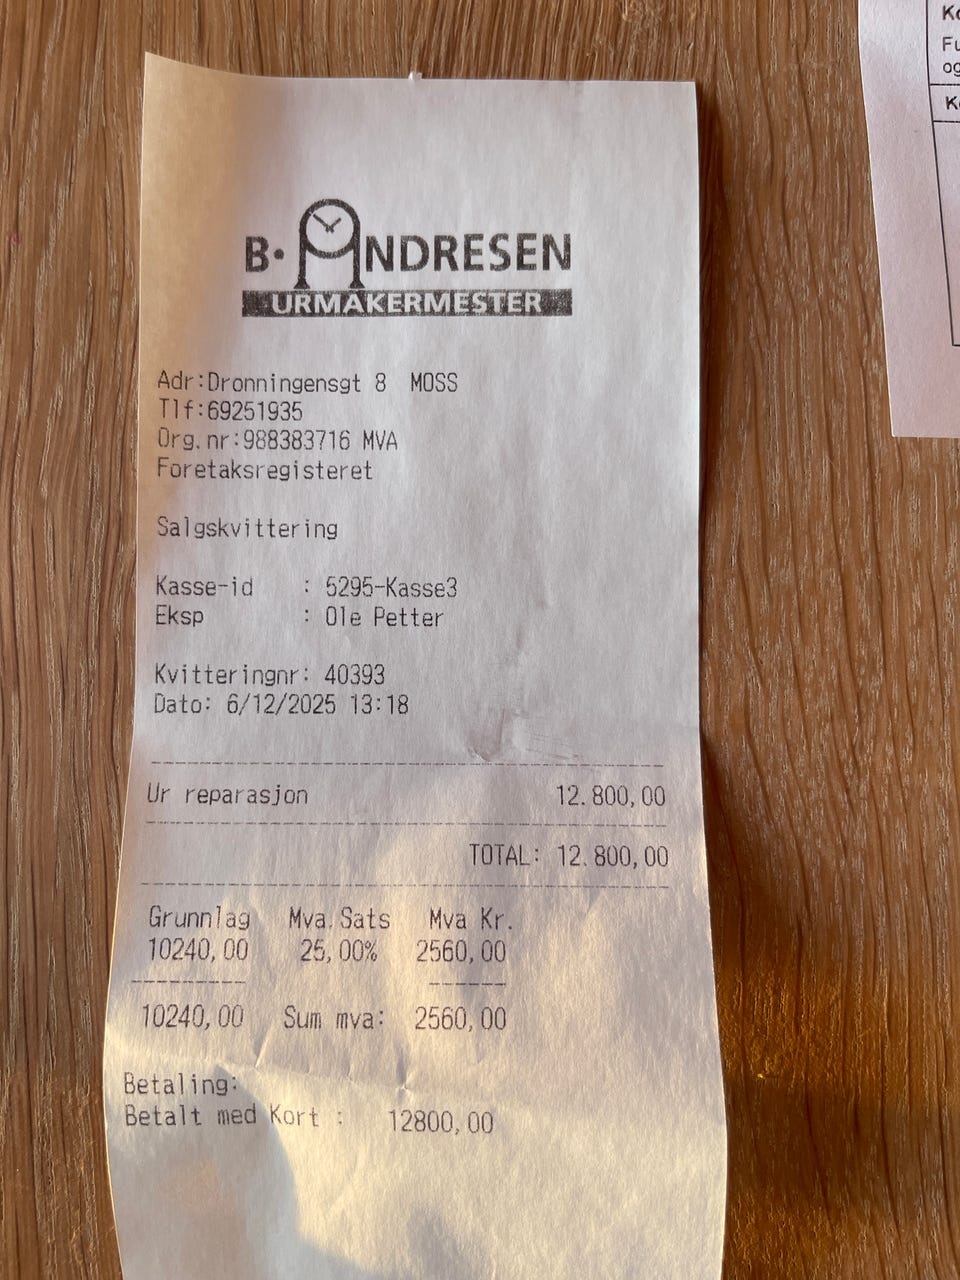 B. ANDRESEN
URMAKERMESTER
Adr:Dronningensgt 8 MOSS
Tlf:69251935
Org.nr:988383716 MVA
Foretaksregisteret
Salgskvittering
Kasse-id : 5295-Kasse3
Eksp : Ole Petter
Kvitteringnr: 40393
Dato: 6/12/2025 13:18
Ur reparasjon 12.800,00
TOTAL: 12.800,00
Grunnlag Mva.Sats Mva Kr.
10240,00 25,00% 2560,00
10240,00 Sum mva: 2560,00
Betaling:
Betalt med Kort : 12800,00